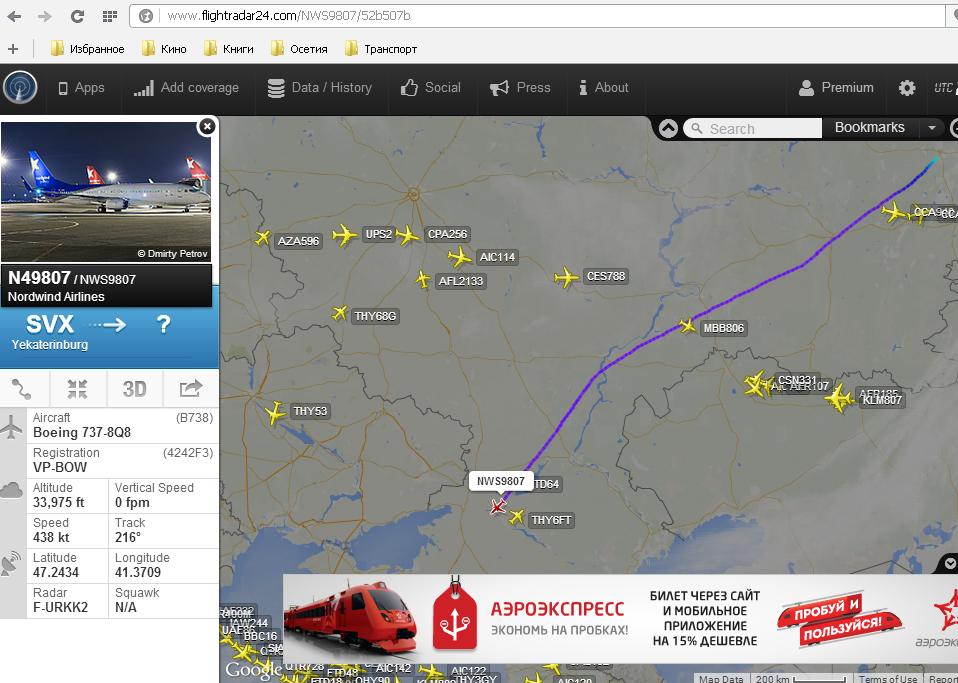 www.flightradar24.com/NWS9807/52b507b
Избранное Кино Книги Осетия Транспорт
Apps Add coverage Data / History Social Press About Premium UTC
Search Bookmarks
© Dmirty Petrov
N49807 / NWS9807
Nordwind Airlines
SVX ?
Yekaterinburg
3D
Aircraft (B738)
Boeing 737-8Q8
Registration (4242F3)
VP-BOW
Altitude Vertical Speed
33,975 ft 0 fpm
Speed Track
438 kt 216°
Latitude Longitude
47.2434 41.3709
Radar Squawk
F-URKK2 N/A
AZA596
UPS2
CPA256
AIC114
AFL2133
CES788
THY68G
MBB806
CSN331
AFR107
KLM807
THY53
NWS9807
TD64
THY6FT
JAW244
BBC16
QTR728
ETD48
AIC142
AIC122
THY3GY
AIC120
АЭРОЭКСПРЕСС
ЭКОНОМЬ НА ПРОБКАХ!
БИЛЕТ ЧЕРЕЗ САЙТ
И МОБИЛЬНОЕ
ПРИЛОЖЕНИЕ
НА 15% ДЕШЕВЛЕ
ПРОБУЙ И
ПОЛЬЗУЙСЯ!
аэроэкс
Google
Map Data 200 km Terms of Use Repor